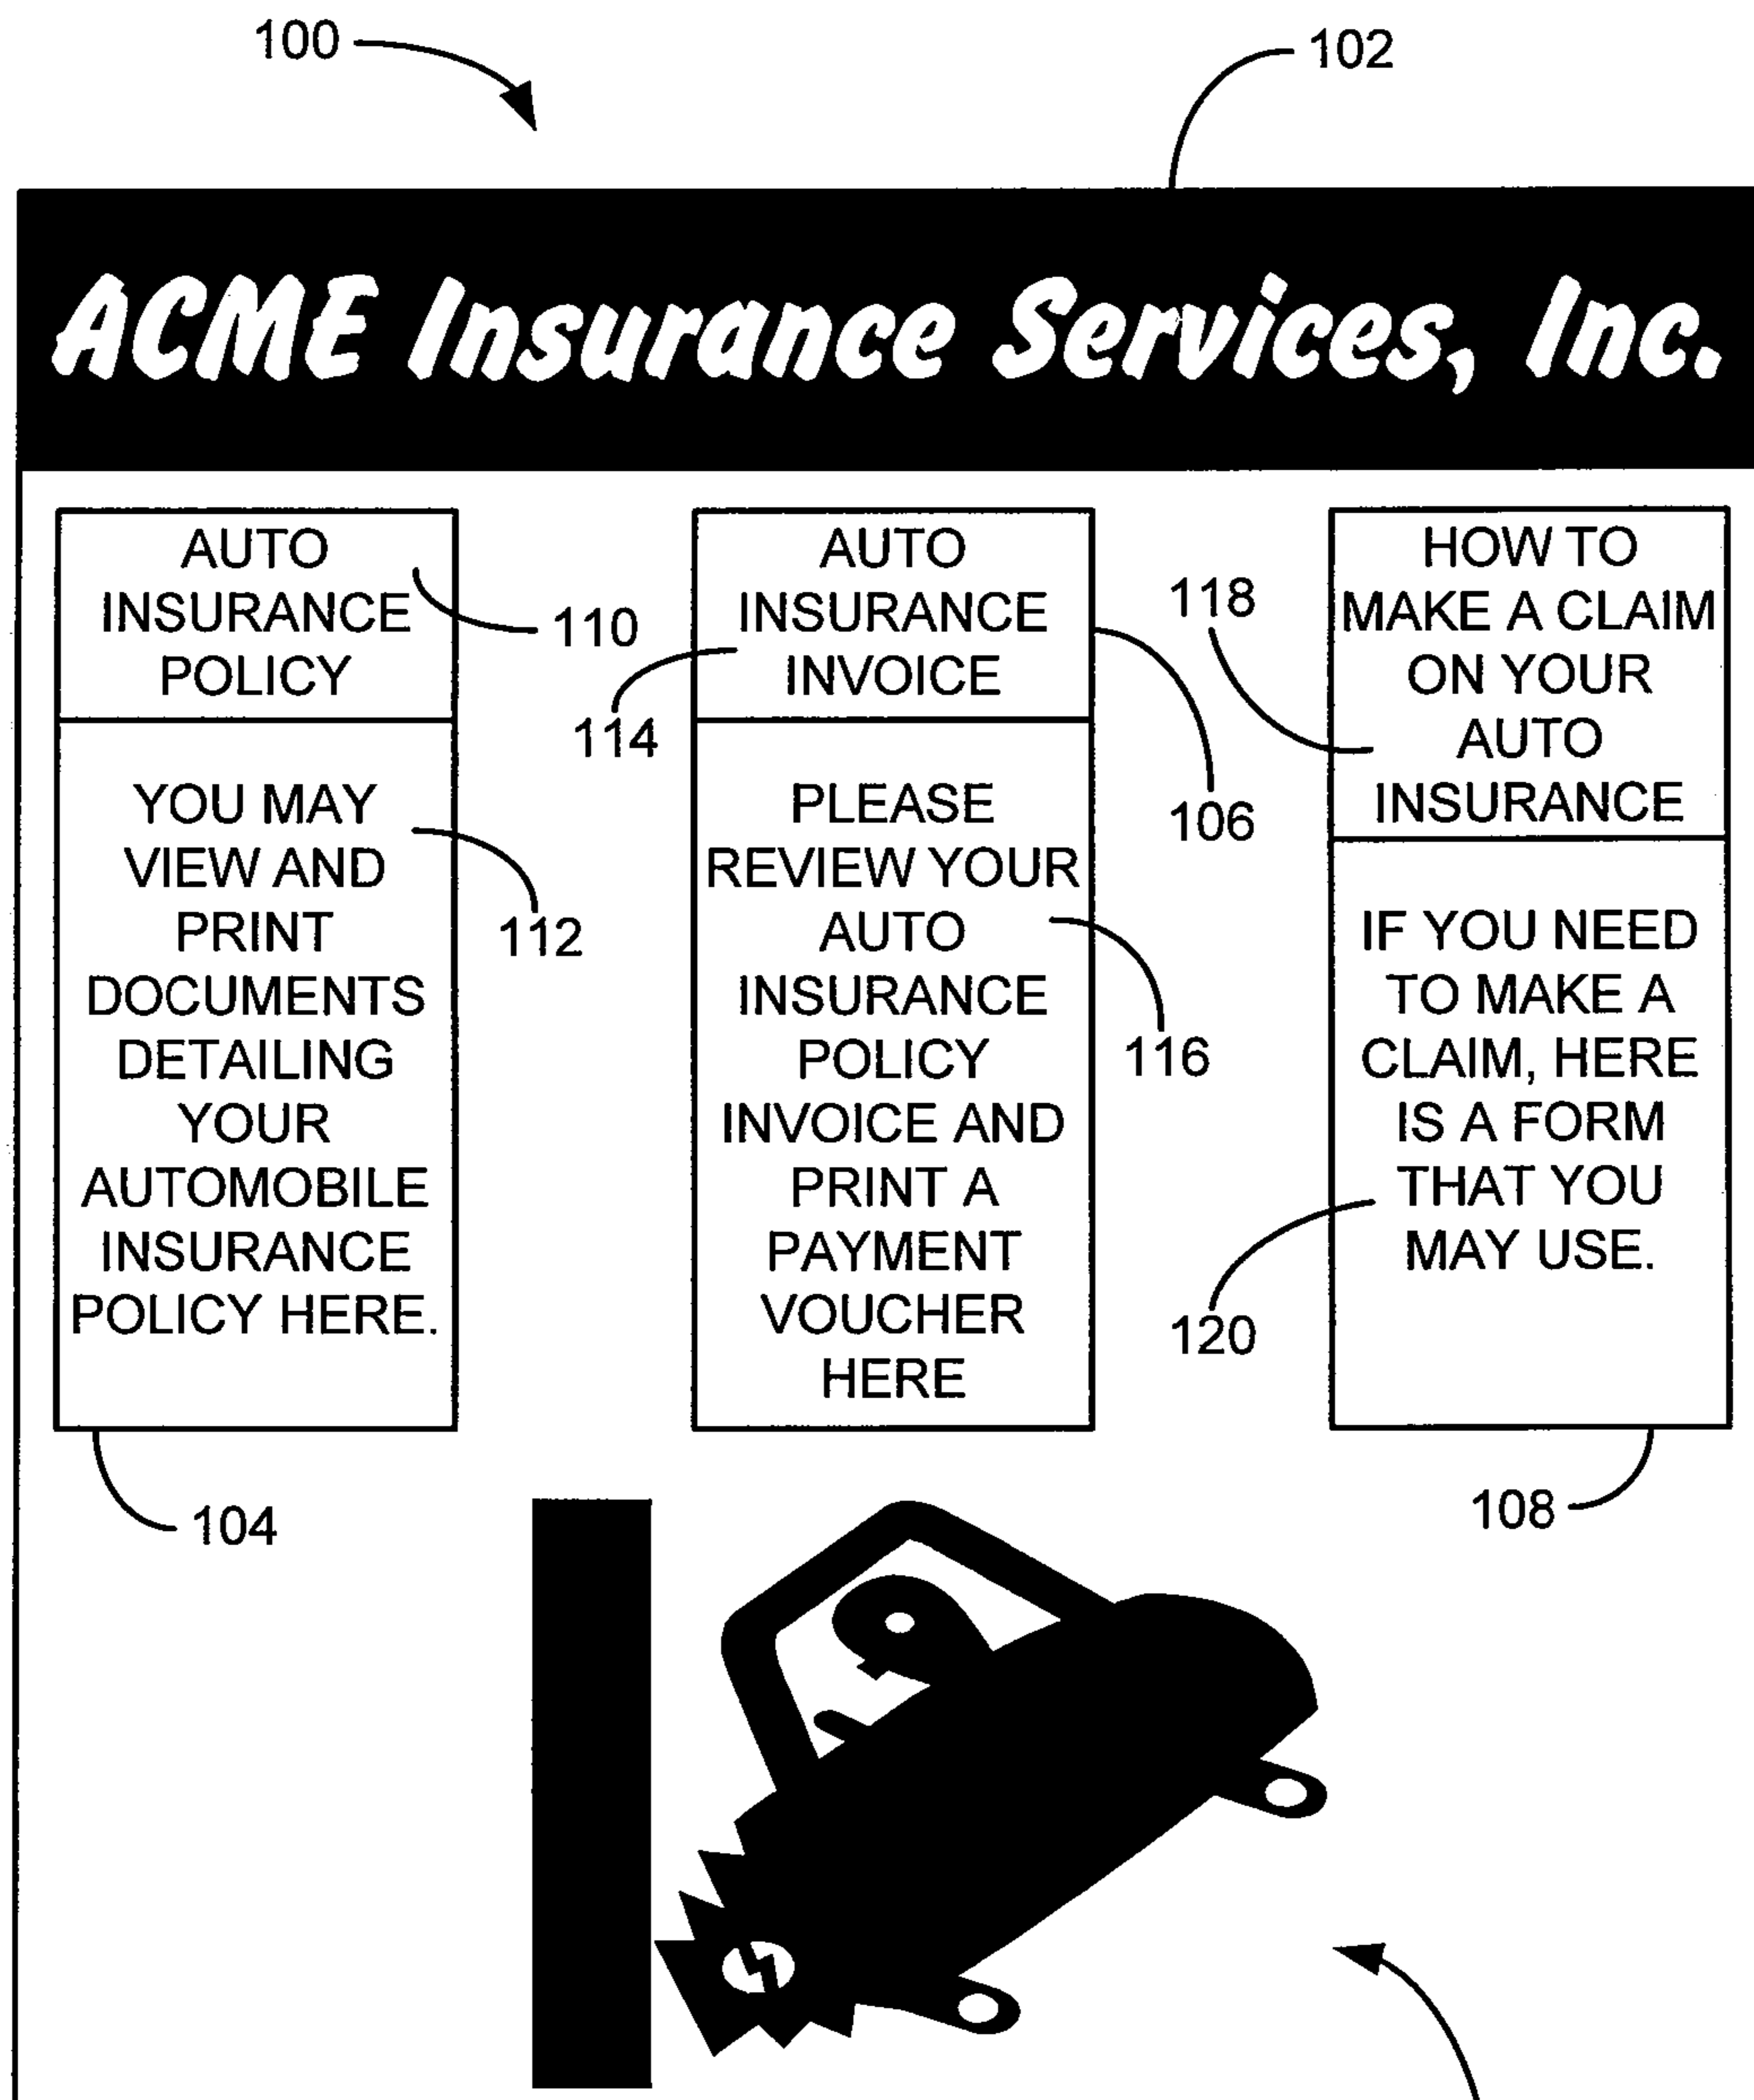 100
102
ACME Insurance Services, Inc.
AUTO
INSURANCE
POLICY
110
YOU MAY
VIEW AND
PRINT
DOCUMENTS
DETAILING
YOUR
AUTOMOBILE
INSURANCE
POLICY HERE.
112
104
AUTO
INSURANCE
INVOICE
114
106
PLEASE
REVIEW YOUR
AUTO
INSURANCE
POLICY
INVOICE AND
PRINT A
PAYMENT
VOUCHER
HERE
116
HOW TO
MAKE A CLAIM
ON YOUR
AUTO
INSURANCE
118
IF YOU NEED
TO MAKE A
CLAIM, HERE
IS A FORM
THAT YOU
MAY USE.
120
108